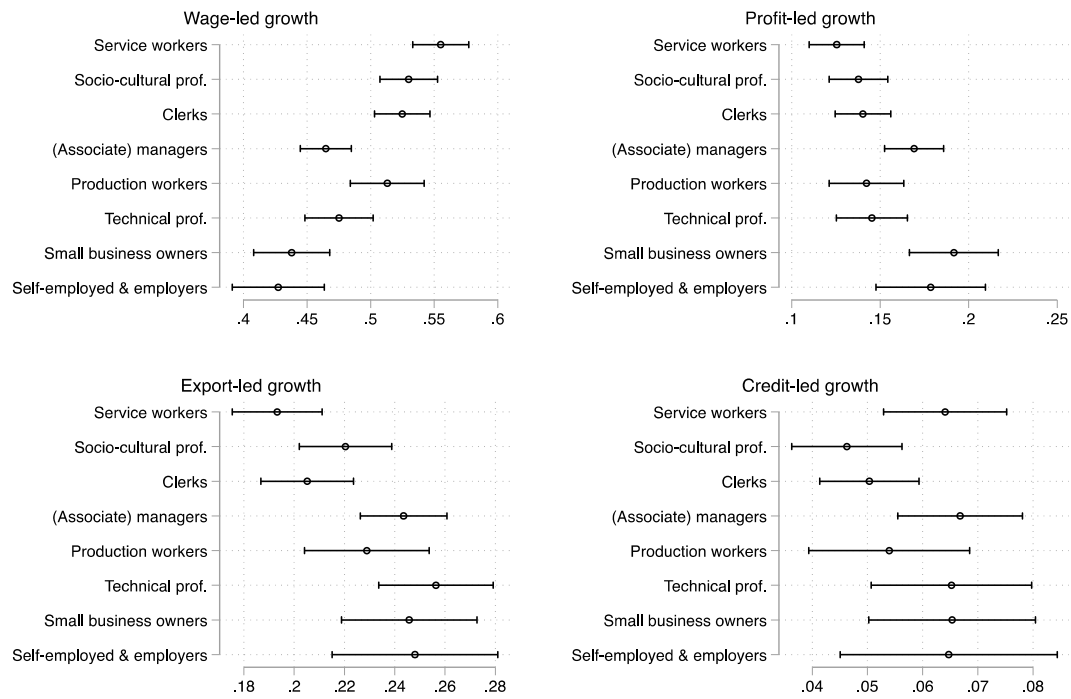 Wage-led growth
Service workers
Socio-cultural prof.
Clerks
(Associate) managers
Production workers
Technical prof.
Small business owners
Self-employed & employers
.4 .45 .5 .55 .6
Profit-led growth
Service workers
Socio-cultural prof.
Clerks
(Associate) managers
Production workers
Technical prof.
Small business owners
Self-employed & employers
.1 .15 .2 .25
Export-led growth
Service workers
Socio-cultural prof.
Clerks
(Associate) managers
Production workers
Technical prof.
Small business owners
Self-employed & employers
.18 .2 .22 .24 .26 .28
Credit-led growth
Service workers
Socio-cultural prof.
Clerks
(Associate) managers
Production workers
Technical prof.
Small business owners
Self-employed & employers
.04 .05 .06 .07 .08